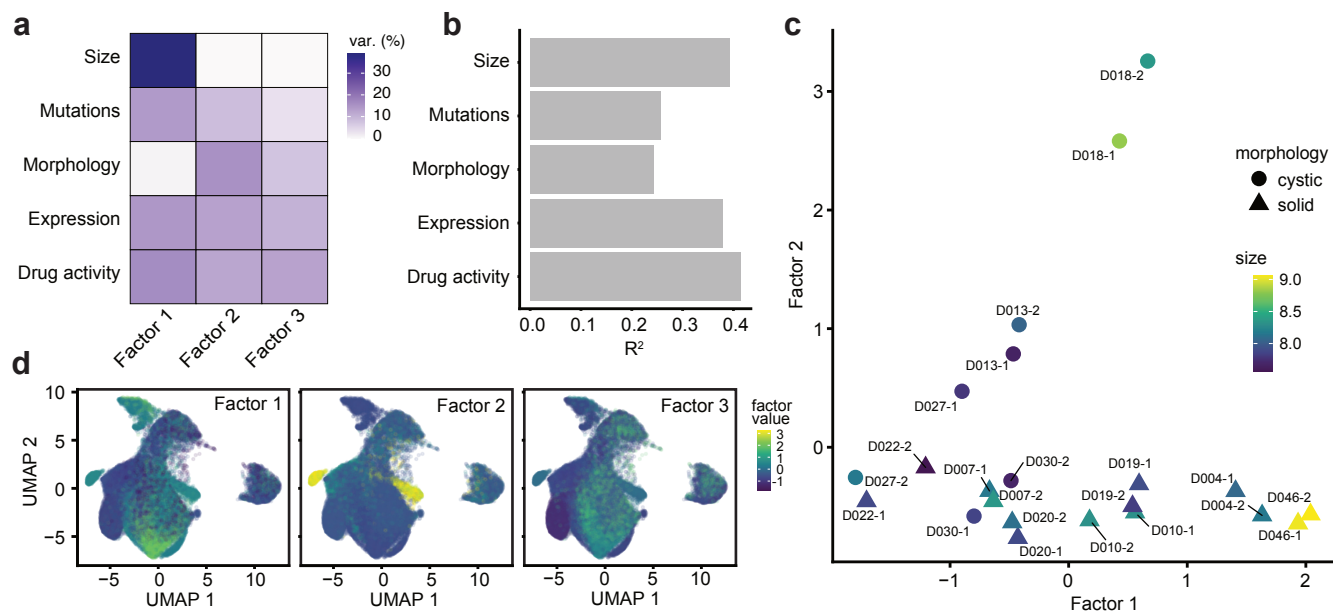 a
var. (%)
30
20
10
0
Size
Mutations
Morphology
Expression
Drug activity
Factor 1
Factor 2
Factor 3
b
Size
Mutations
Morphology
Expression
Drug activity
0.0 0.1 0.2 0.3 0.4
R²
c
Factor 2
3
2
1
0
D018-2
D018-1
D013-2
D013-1
D027-1
D022-2
D027-2
D022-1
D007-1
D030-2
D007-2
D030-1
D020-2
D020-1
D019-1
D019-2
D010-1
D010-2
D004-1
D004-2
D046-2
D046-1
−1 0 1 2
Factor 1
morphology
cystic
solid
size
9.0
8.0
d
Factor 1
Factor 2
Factor 3
UMAP 2
10
5
0
−5
−5 0 5 10
−5 0 5 10
−5 0 5 10
UMAP 1
UMAP 1
UMAP 1
factor
value
3
2
1
0
-1